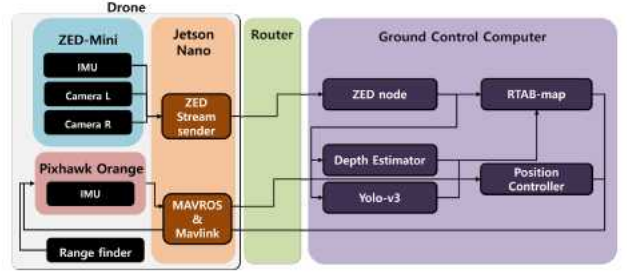 Drone
ZED-Mini
IMU
Camera L
Camera R
Pixhawk Orange
IMU
Range finder
Jetson
Nano
ZED
Stream
sender
MAVROS
&
Mavlink
Router
Ground Control Computer
ZED node
RTAB-map
Depth Estimator
Yolo-v3
Position
Controller